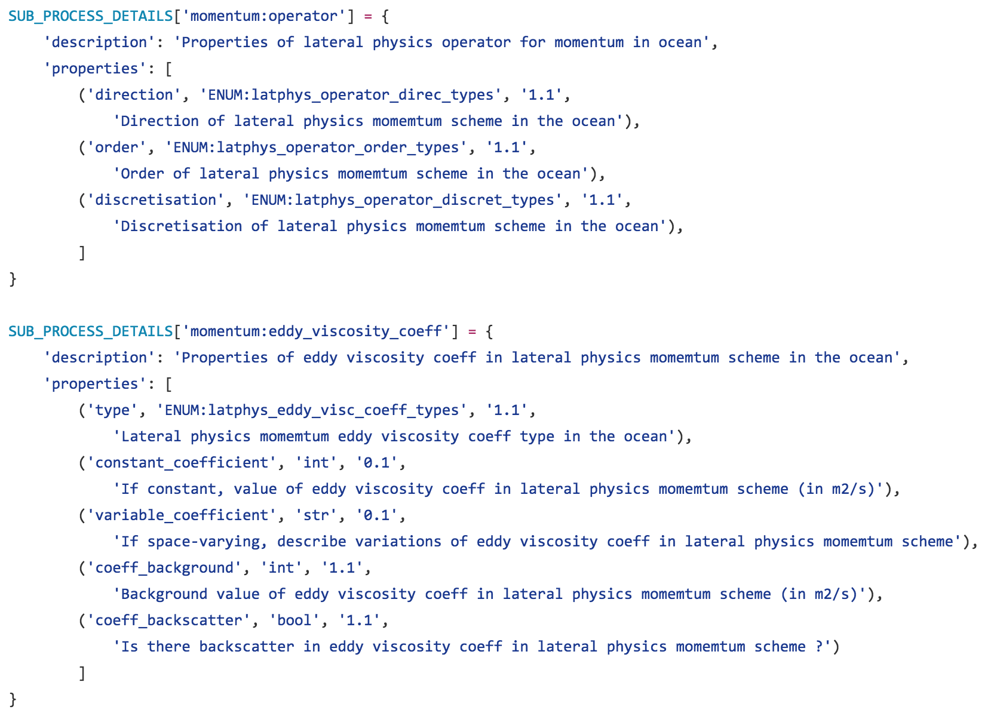 SUB_PROCESS_DETAILS['momentum:operator'] = {
    'description': 'Properties of lateral physics operator for momentum in ocean',
    'properties': [
        ('direction', 'ENUM:latphys_operator_direc_types', '1.1',
            'Direction of lateral physics momemtum scheme in the ocean'),
        ('order', 'ENUM:latphys_operator_order_types', '1.1',
            'Order of lateral physics momemtum scheme in the ocean'),
        ('discretisation', 'ENUM:latphys_operator_discret_types', '1.1',
            'Discretisation of lateral physics momemtum scheme in the ocean'),
        ]
}

SUB_PROCESS_DETAILS['momentum:eddy_viscosity_coeff'] = {
    'description': 'Properties of eddy viscosity coeff in lateral physics momemtum scheme in the ocean',
    'properties': [
        ('type', 'ENUM:latphys_eddy_visc_coeff_types', '1.1',
            'Lateral physics momemtum eddy viscosity coeff type in the ocean'),
        ('constant_coefficient', 'int', '0.1',
            'If constant, value of eddy viscosity coeff in lateral physics momemtum scheme (in m2/s)'),
        ('variable_coefficient', 'str', '0.1',
            'If space-varying, describe variations of eddy viscosity coeff in lateral physics momemtum scheme'),
        ('coeff_background', 'int', '1.1',
            'Background value of eddy viscosity coeff in lateral physics momemtum scheme (in m2/s)'),
        ('coeff_backscatter', 'bool', '1.1',
            'Is there backscatter in eddy viscosity coeff in lateral physics momemtum scheme ?')
        ]
}